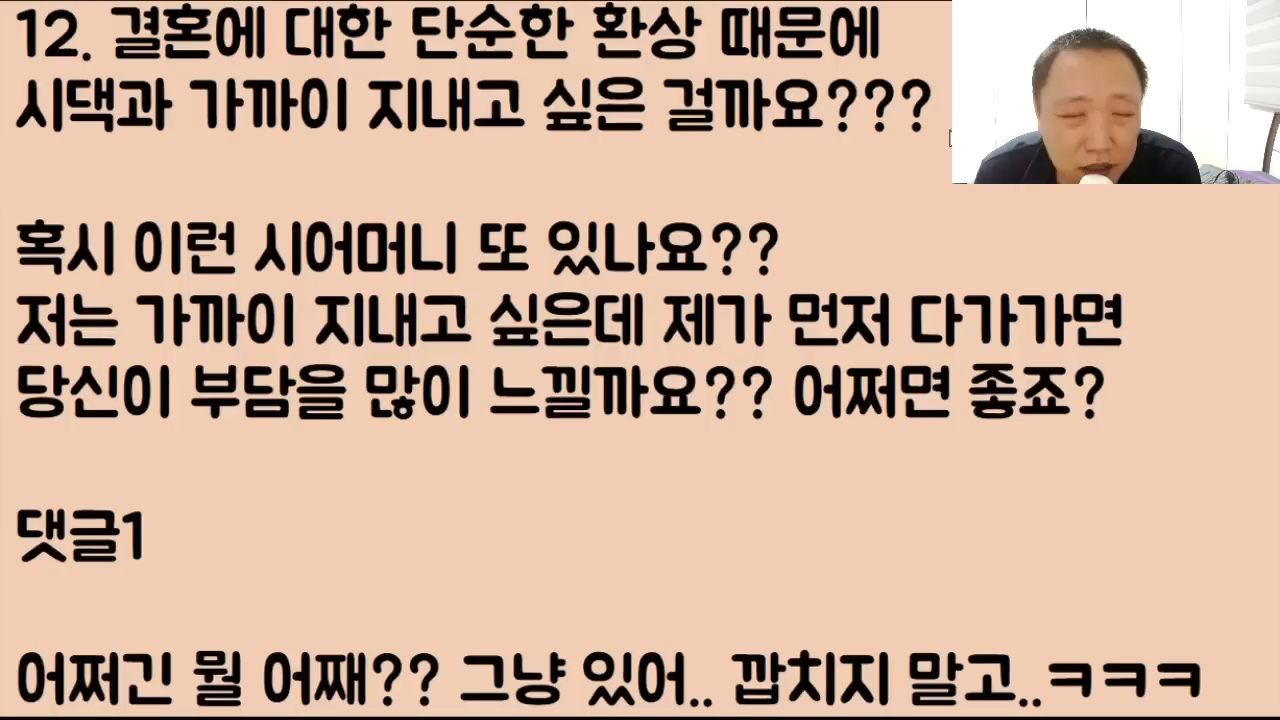 12. 결혼에 대한 단순한 환상 때문에
시댁과 가까이 지내고 싶은 걸까요???
혹시 이런 시어머니 또 있나요??
저는 가까이 지내고 싶은데 제가 먼저 다가가면
당신이 부담을 많이 느낄까요?? 어쩌면 좋죠?
댓글1
어쩌긴 뭘 어째?? 그냥 있어.. 깝치지 말고..ㅋㅋㅋ